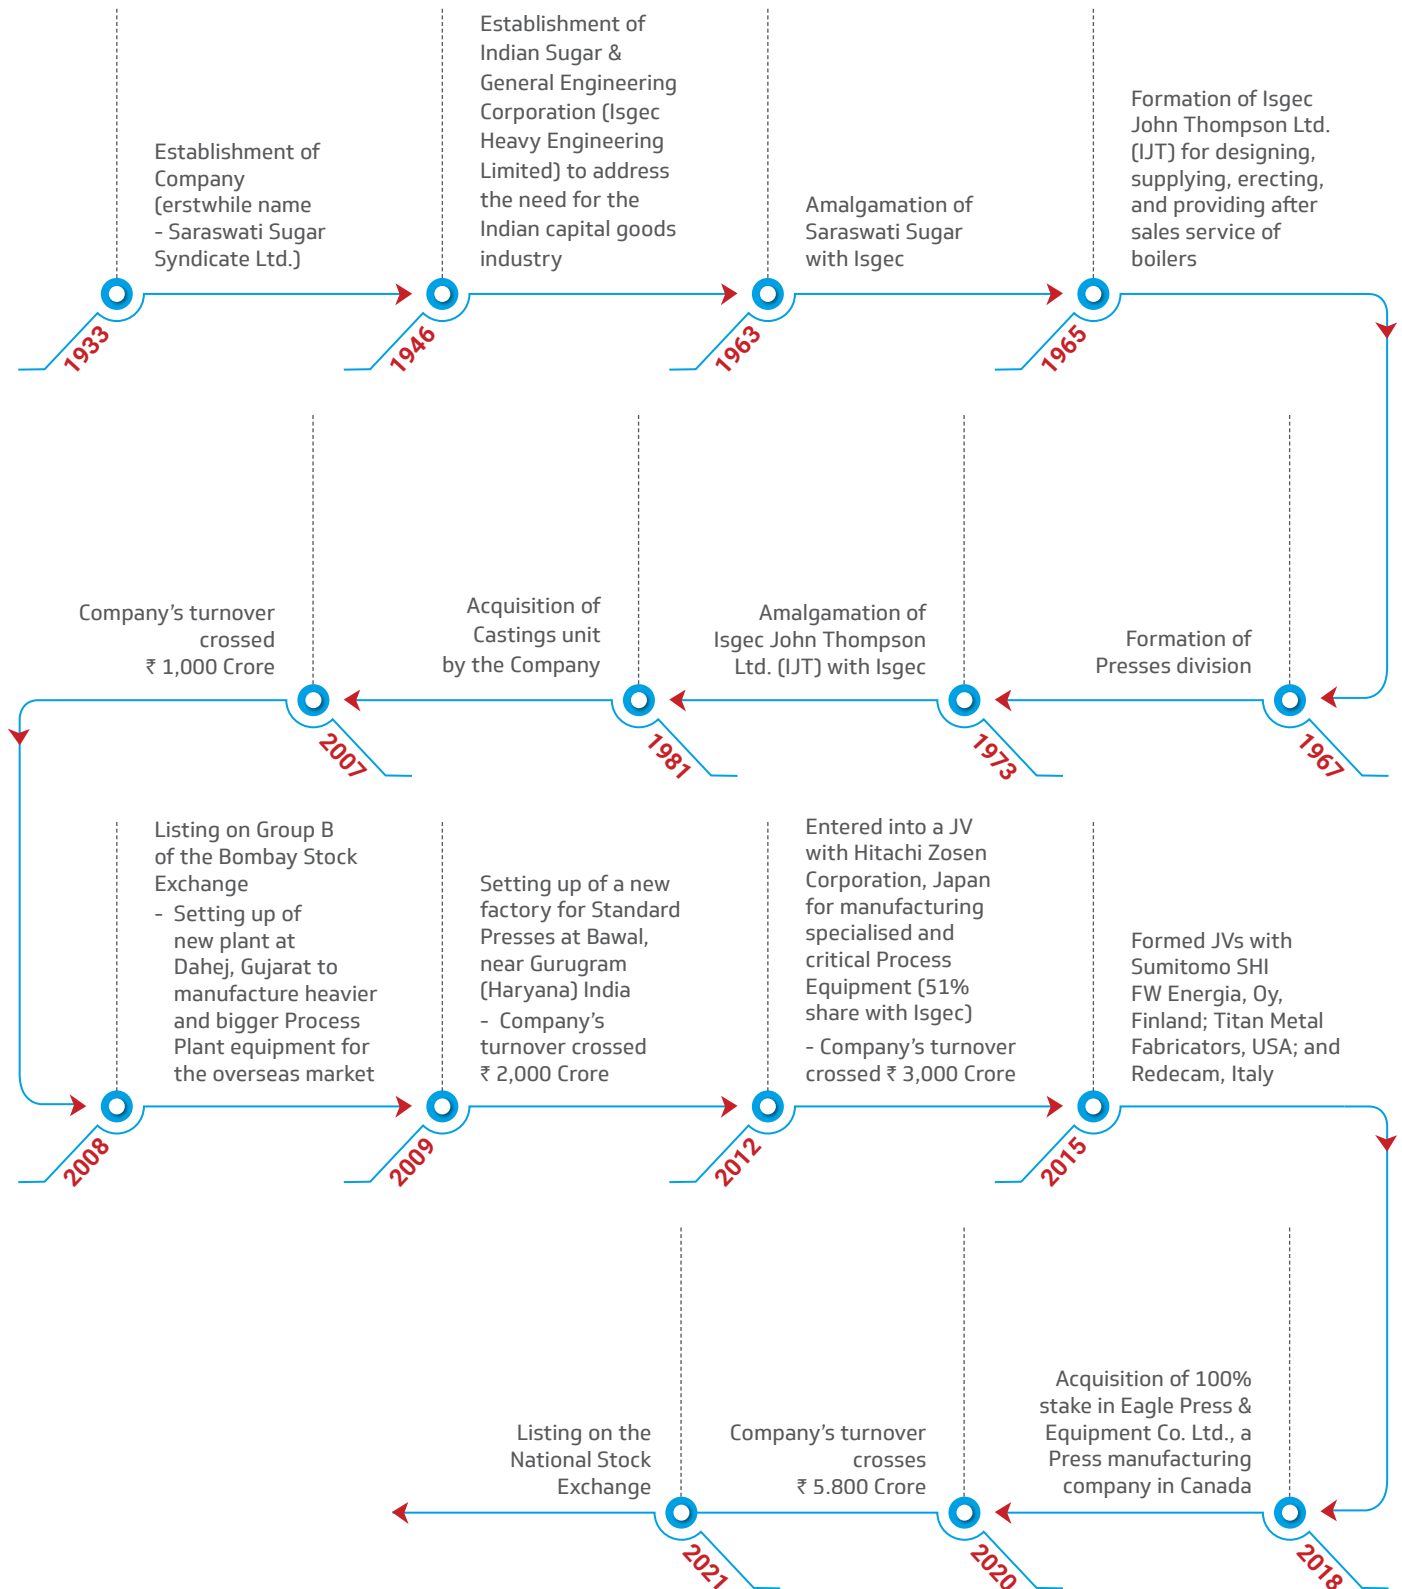 Establishment of
Company
(erstwhile name
- Saraswati Sugar
Syndicate Ltd.)
1933
Establishment of
Indian Sugar &
General Engineering
Corporation (Isgec
Heavy Engineering
Limited) to address
the need for the
Indian capital goods
industry
1946
Amalgamation of
Saraswati Sugar
with Isgec
1963
Formation of Isgec
John Thompson Ltd.
(IJT) for designing,
supplying, erecting,
and providing after
sales service of
boilers
1965
Formation of
Presses division
1967
Amalgamation of
Isgec John Thompson
Ltd. (IJT) with Isgec
1973
Acquisition of
Castings unit
by the Company
1981
Company's turnover
crossed
₹ 1,000 Crore
2007
Listing on Group B
of the Bombay Stock
Exchange
- Setting up of
new plant at
Dahej, Gujarat to
manufacture heavier
and bigger Process
Plant equipment for
the overseas market
2008
Setting up of a new
factory for Standard
Presses at Bawal,
near Gurugram
(Haryana) India
- Company's
turnover crossed
₹ 2,000 Crore
2009
Entered into a JV
with Hitachi Zosen
Corporation, Japan
for manufacturing
specialised and
critical Process
Equipment (51%
share with Isgec)
- Company's turnover
crossed ₹ 3,000 Crore
2012
Formed JVs with
Sumitomo SHI
FW Energia, Oy,
Finland; Titan Metal
Fabricators, USA; and
Redecam, Italy
2015
Acquisition of 100%
stake in Eagle Press &
Equipment Co. Ltd., a
Press manufacturing
company in Canada
2018
Company's turnover
crosses
₹ 5.800 Crore
2020
Listing on the
National Stock
Exchange
2021